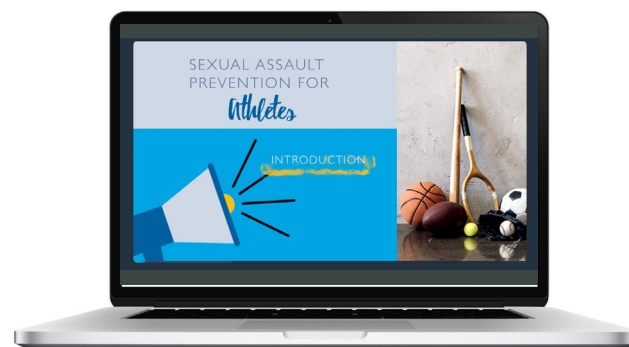 SEXUAL ASSAULT
PREVENTION FOR
Athletes
INTRODUCTION